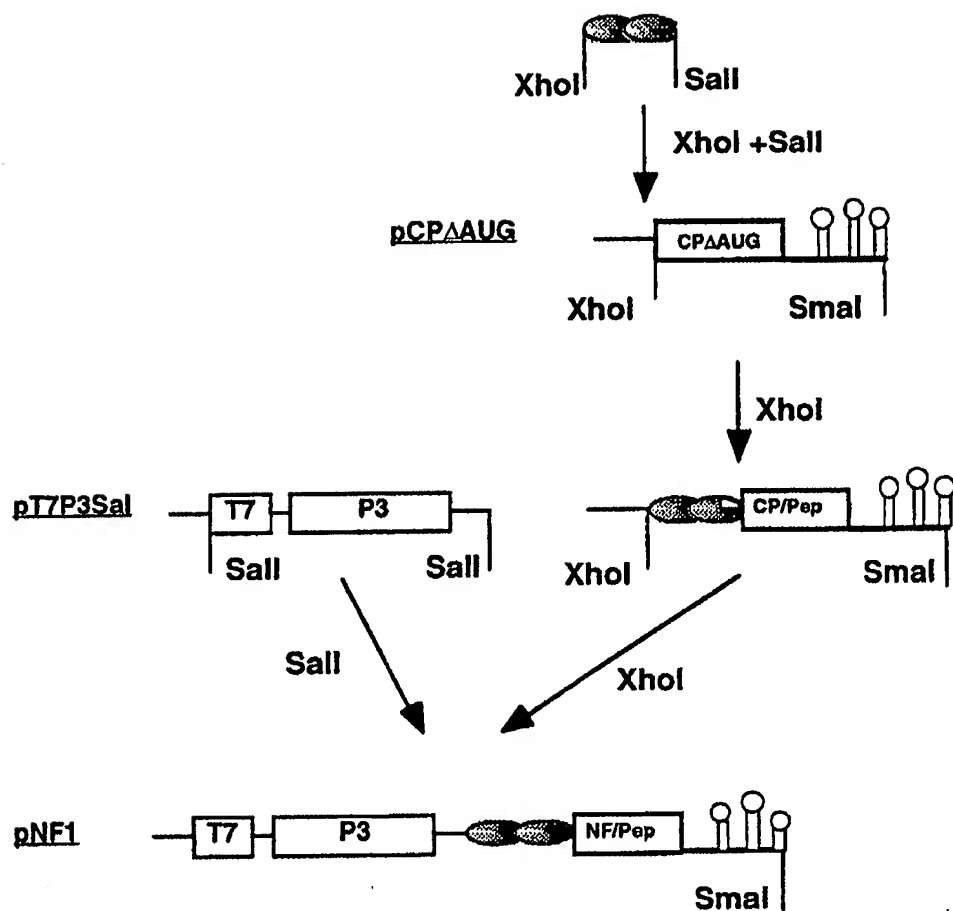 XhoI SalI
XhoI +SalI
pCPΔAUG
CPΔAUG
XhoI SmaI
XhoI
pT7P3Sal
T7 P3
CP/Pep
SalI SalI
XhoI SmaI
SalI
XhoI
pNF1
T7 P3 NF/Pep
SmaI